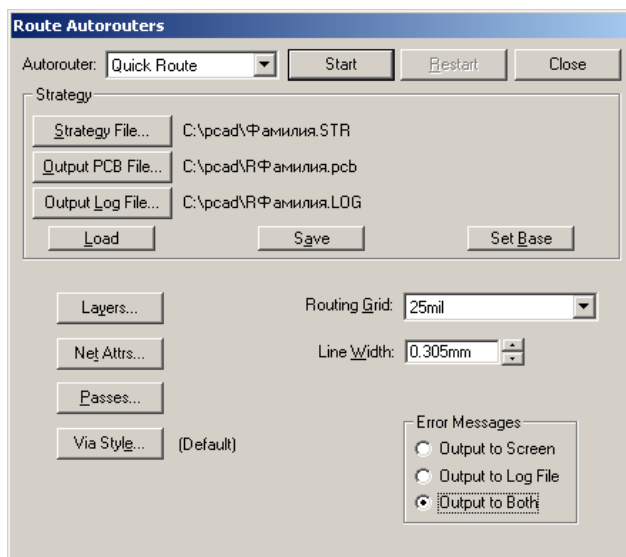 Route Autorouters
Autorouter: Quick Route Start Restart Close
Strategy
Strategy File... C:\pcad\Фамилия.STR
Output PCB File... C:\pcad\RФамилия.pcb
Output Log File... C:\pcad\RФамилия.LOG
Load Save Set Base
Layers... Routing Grid: 25mil
Net Attrs... Line Width: 0.305mm
Passes...
Via Style... (Default)
Error Messages
Output to Screen
Output to Log File
Output to Both